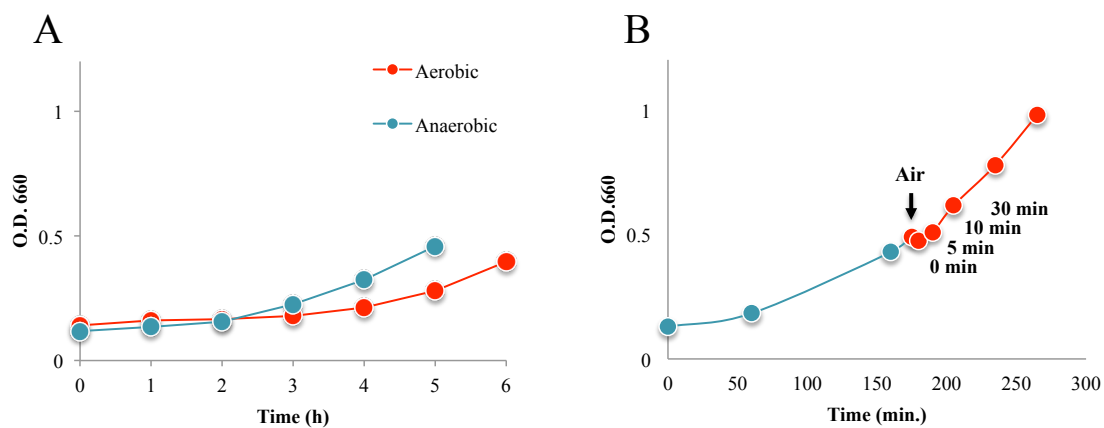 A
Aerobic
Anaerobic
1
0.5
0
O.D. 660
0 1 2 3 4 5 6
Time (h)
B
Air
30 min
10 min
5 min
0 min
1
0.5
0
O.D.660
0 50 100 150 200 250 300
Time (min.)